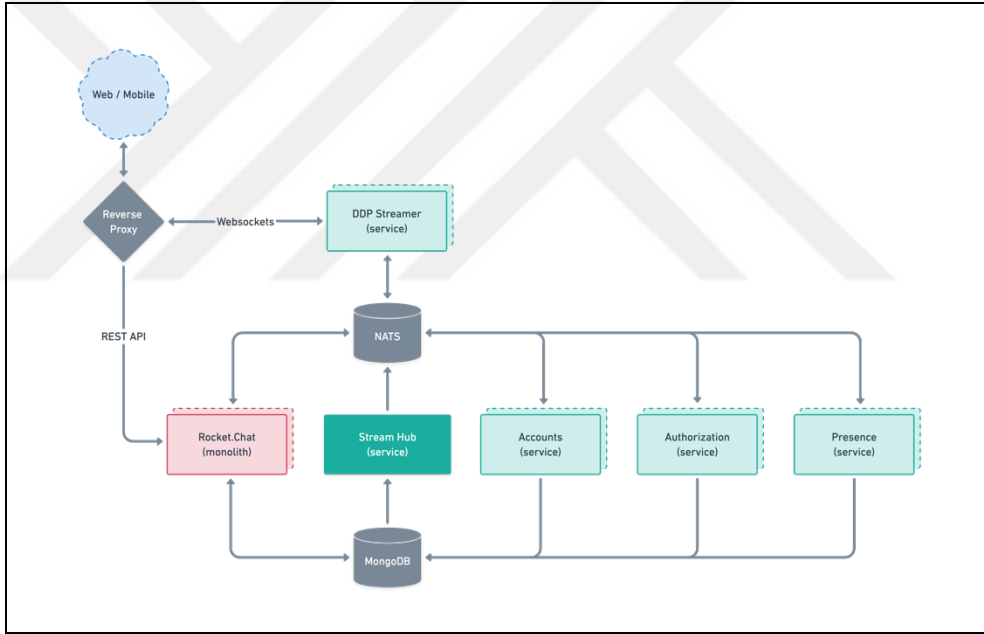 Web / Mobile
Reverse
Proxy
Websockets
DDP Streamer
(service)
REST API
NATS
Rocket.Chat
(monolith)
Stream Hub
(service)
Accounts
(service)
Authorization
(service)
Presence
(service)
MongoDB